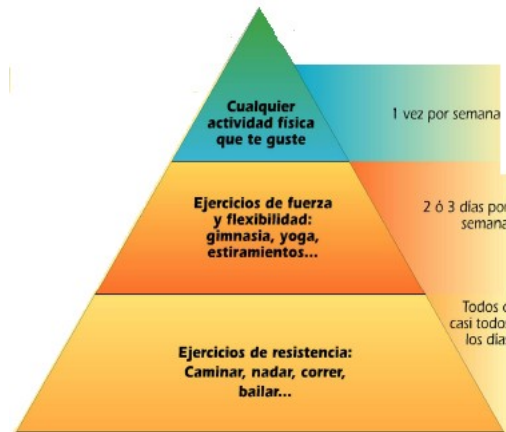 Cualquier
actividad física
que te guste
1 vez por semana
Ejercicios de fuerza
y flexibilidad:
gimnasia, yoga,
estiramientos...
2 ó 3 días por
semana
Ejercicios de resistencia:
Caminar, nadar, correr,
bailar...
Todos o
casi todos
los días